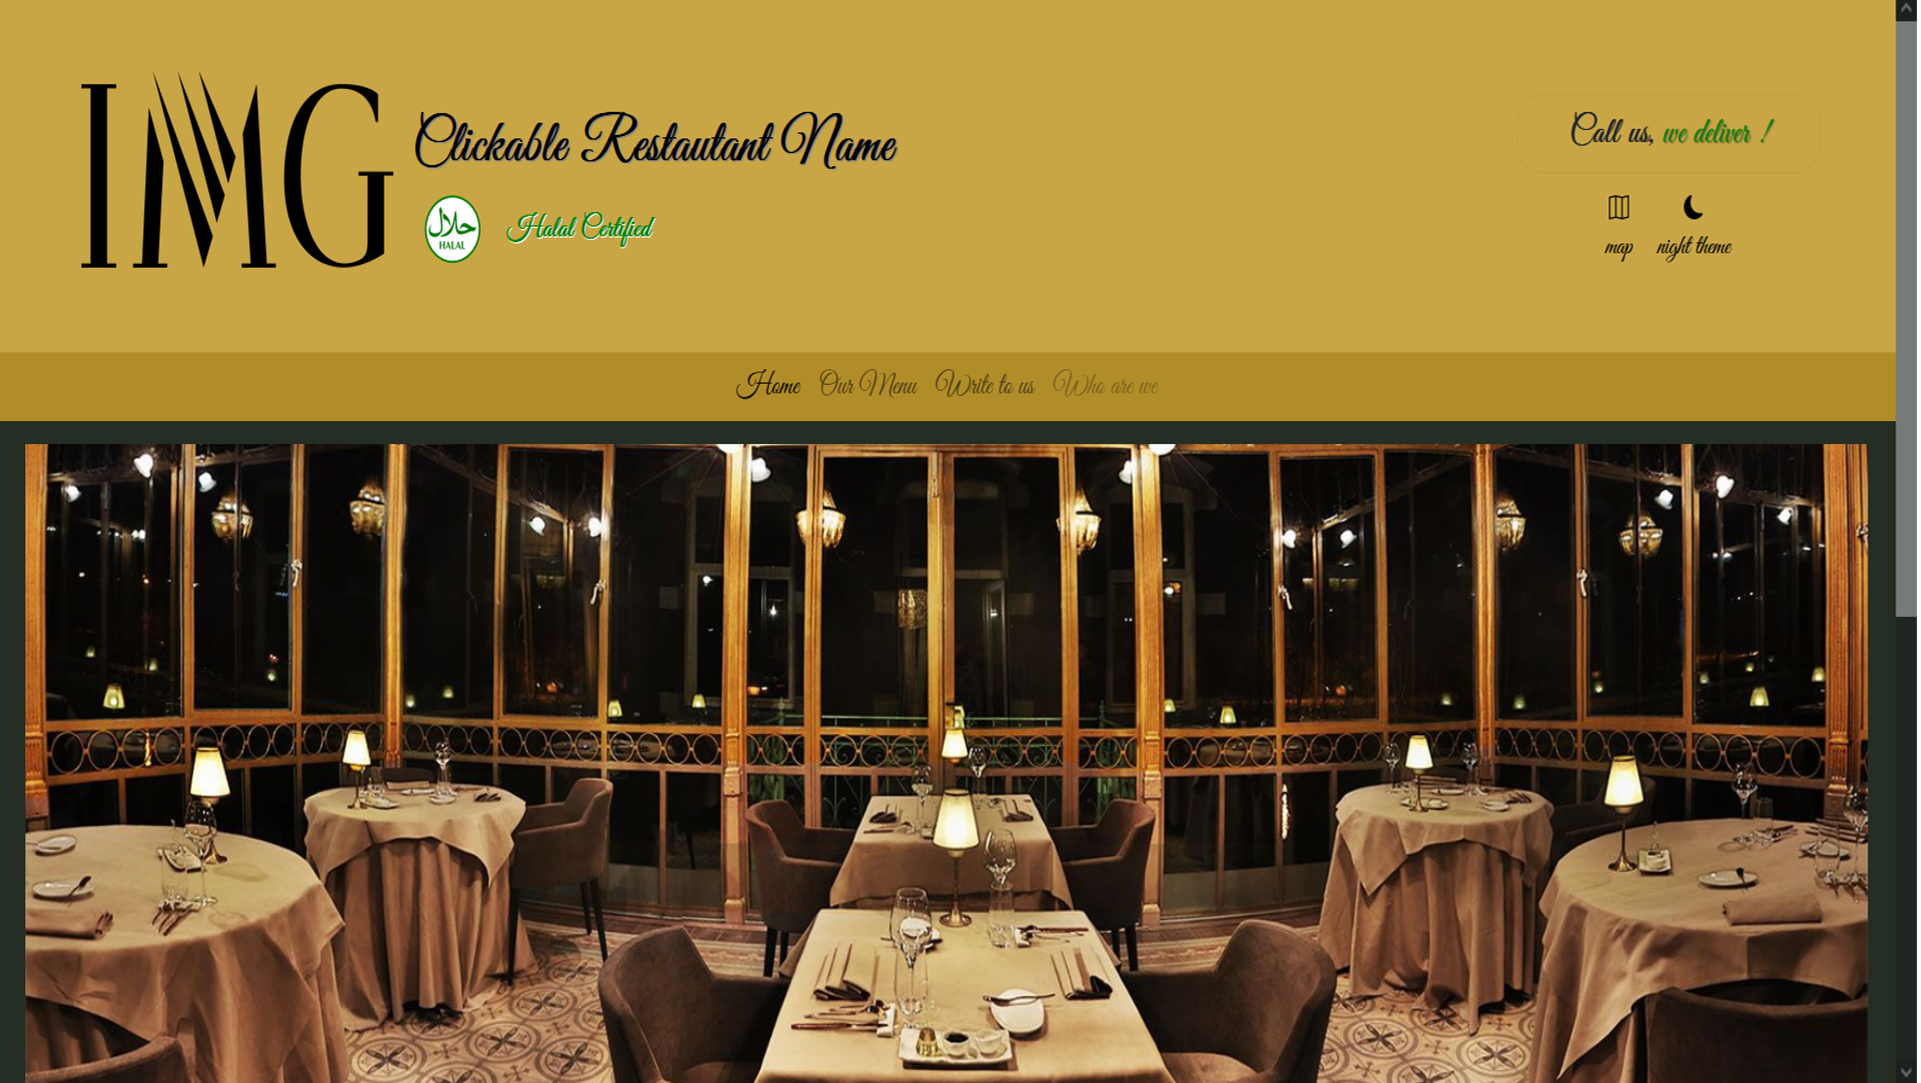 IMG
Clickable Restautant Name
حلال
HALAL
Halal Certified
Call us, we deliver !
map
night theme
Home
Our Menu
Write to us
Who are we